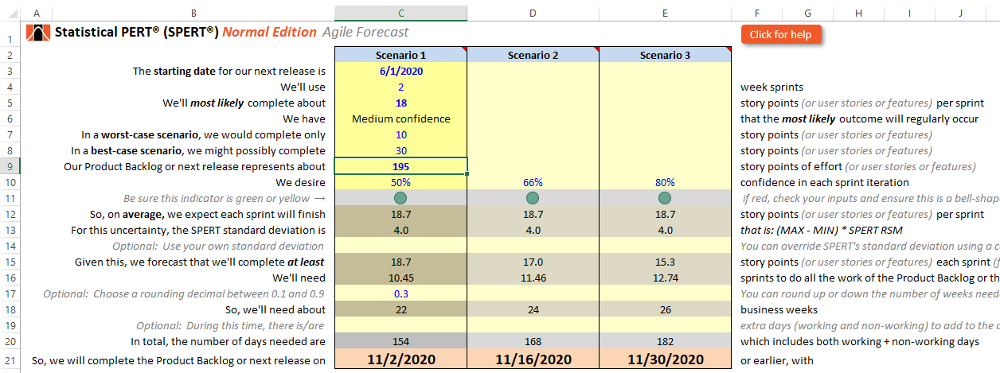 A B C D E F G H I J
1 Statistical PERT® (SPERT®) Normal Edition Agile Forecast Click for help
2 Scenario 1 Scenario 2 Scenario 3
3 The starting date for our next release is 6/1/2020
4 We'll use 2 week sprints
5 We'll most likely complete about 18 story points (or user stories or features) per sprint
6 We have Medium confidence that the most likely outcome will regularly occur
7 In a worst-case scenario, we would complete only 10 story points (or user stories or features)
8 In a best-case scenario, we might possibly complete 30 story points (or user stories or features)
9 Our Product Backlog or next release represents about 195 story points of effort (or user stories or features)
10 We desire 50% 66% 80% confidence in each sprint iteration
11 Be sure this indicator is green or yellow → if red, check your inputs and ensure this is a bell-shap
12 So, on average, we expect each sprint will finish 18.7 18.7 18.7 story points (or user stories or features) per sprint
13 For this uncertainty, the SPERT standard deviation is 4.0 4.0 4.0 that is: (MAX - MIN) * SPERT RSM
14 Optional: Use your own standard deviation You can override SPERT's standard deviation using a c
15 Given this, we forecast that we'll complete at least 18.7 17.0 15.3 story points (or user stories or features) each sprint (f
16 We'll need 10.45 11.46 12.74 sprints to do all the work of the Product Backlog or th
17 Optional: Choose a rounding decimal between 0.1 and 0.9 0.3 You can round up or down the number of weeks need
18 So, we'll need about 22 24 26 business weeks
19 Optional: During this time, there is/are extra days (working and non-working) to add to the
20 In total, the number of days needed are 154 168 182 which includes both working + non-working days
21 So, we will complete the Product Backlog or next release on 11/2/2020 11/16/2020 11/30/2020 or earlier, with